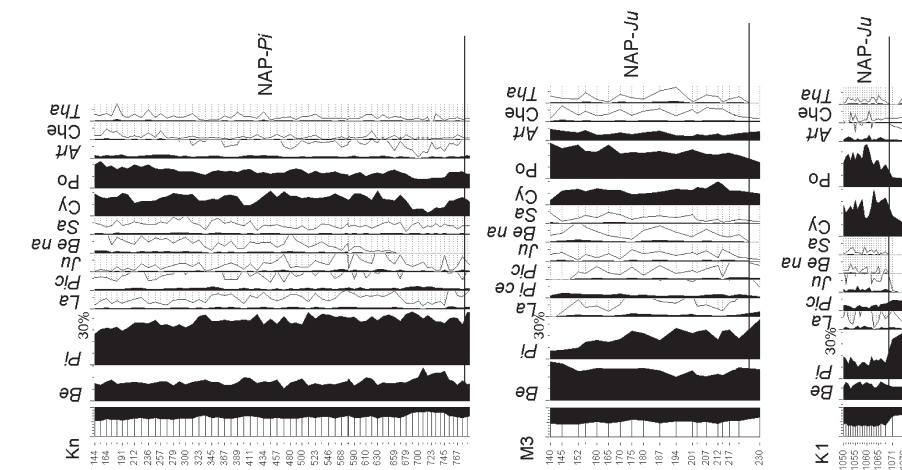 NAP-Pi
Tha
Che
Art
Po
Cy
Sa
Be na
Ju
Pic
La
30%
Pi
Be
Kn
144
164
191
212
236
257
279
300
323
345
367
389
411
434
457
480
500
523
546
568
590
610
630
659
679
700
723
745
767
NAP-Ju
Tha
Che
Art
Po
Cy
Sa
Be na
Ju
Pic
Pi ce
La
30%
Pi
Be
M3
140
145
152
160
165
170
175
180
187
194
201
207
212
217
230
NAP-Ju
Tha
Che
Art
Po
Cy
Sa
Be na
Ju
Pic
La
30%
Pi
Be
K1
1050
1055
1060
1065
1071